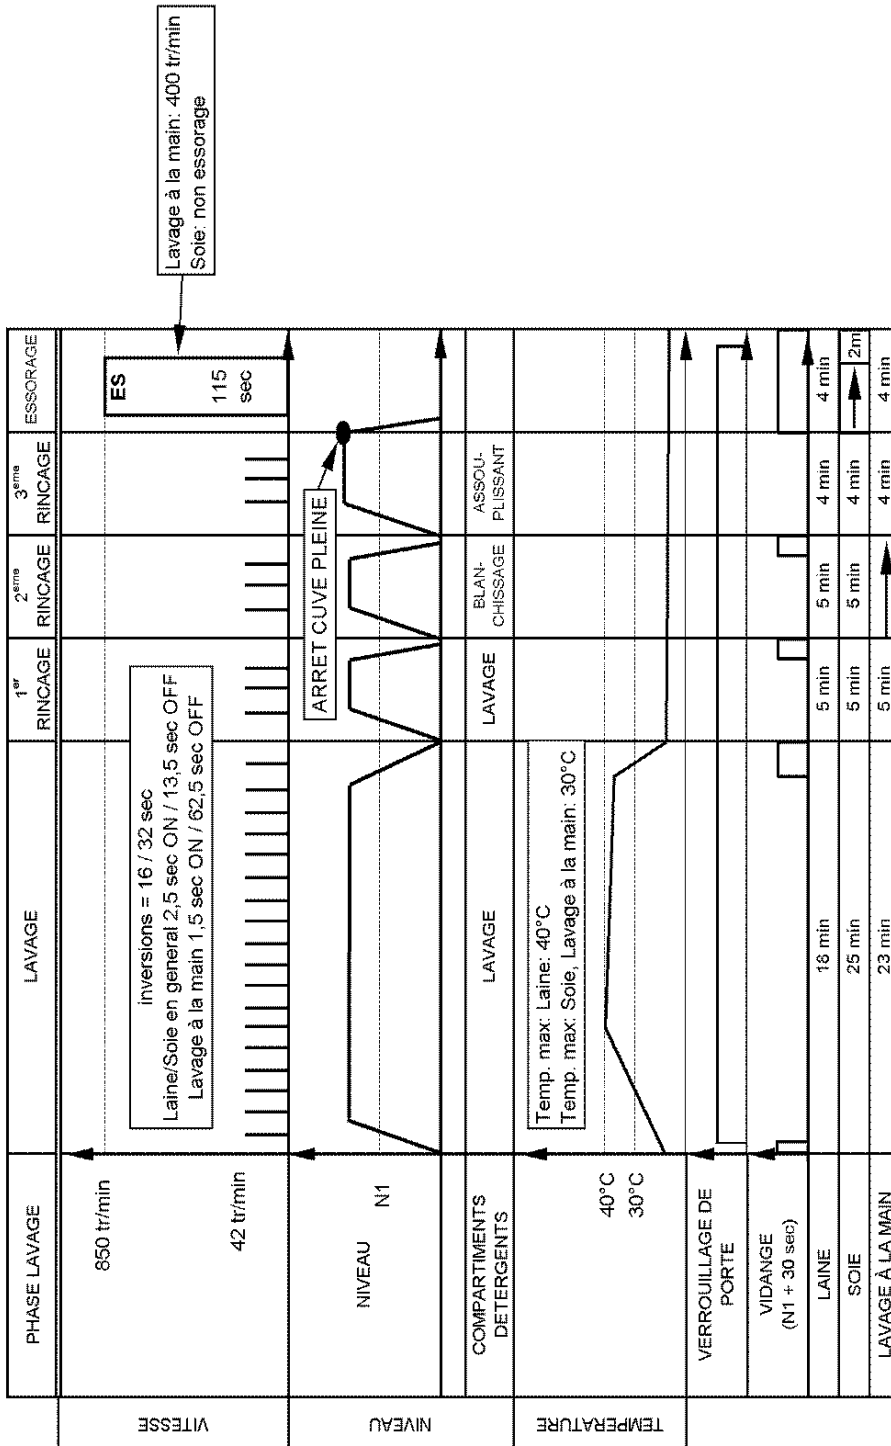 PHASE LAVAGE
LAVAGE
1er
RINCAGE
2eme
RINCAGE
3eme
RINCAGE
ESSORAGE
VITESSE
850 tr/min
42 tr/min
inversions = 16 / 32 sec
Laine/Soie en general 2,5 sec ON / 13,5 sec OFF
Lavage à la main 1,5 sec ON / 62,5 sec OFF
ES
115
sec
Lavage à la main: 400 tr/min
Soie: non essorage
NIVEAU
NIVEAU
N1
ARRET CUVE PLEINE
COMPARTIMENTS
DETERGENTS
LAVAGE
LAVAGE
BLAN-
CHISSAGE
ASSOU-
PLISSANT
TEMPERATURE
40°C
30°C
Temp. max: Laine: 40°C
Temp. max: Soie, Lavage à la main: 30°C
VERROUILLAGE DE
PORTE
VIDANGE
(N1 + 30 sec)
LAINE
18 min
5 min
5 min
4 min
4 min
SOIE
25 min
5 min
5 min
4 min
2m
LAVAGE À LA MAIN
23 min
5 min
4 min
4 min